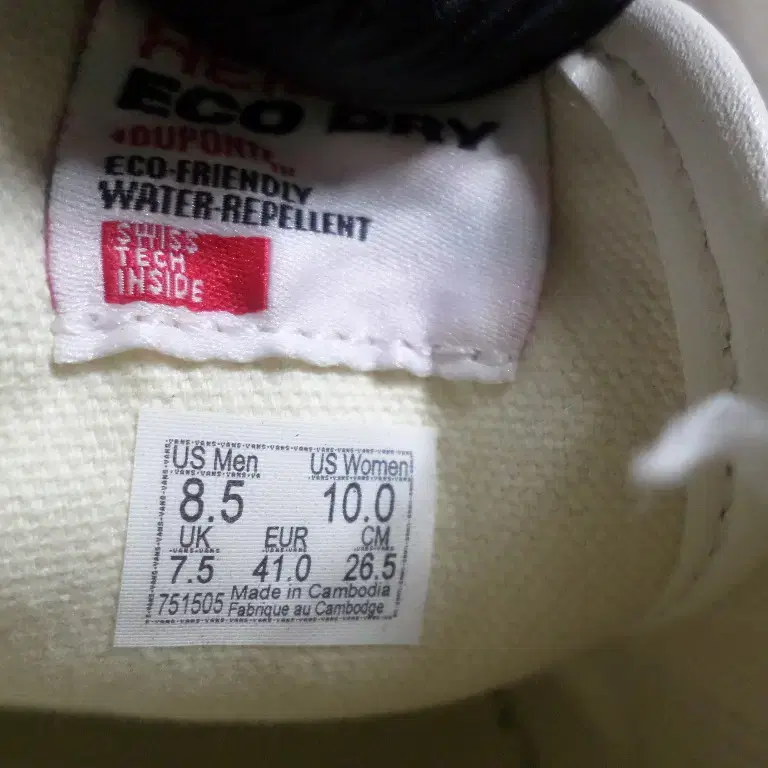 ECO DRY
DUPONT
ECO-FRIENDLY
WATER-REPELLENT
SWISS
TECH
INSIDE
US Men US Women
8.5 10.0
UK EUR CM
7.5 41.0 26.5
751505 Made in Cambodia
Fabrique au Cambodge